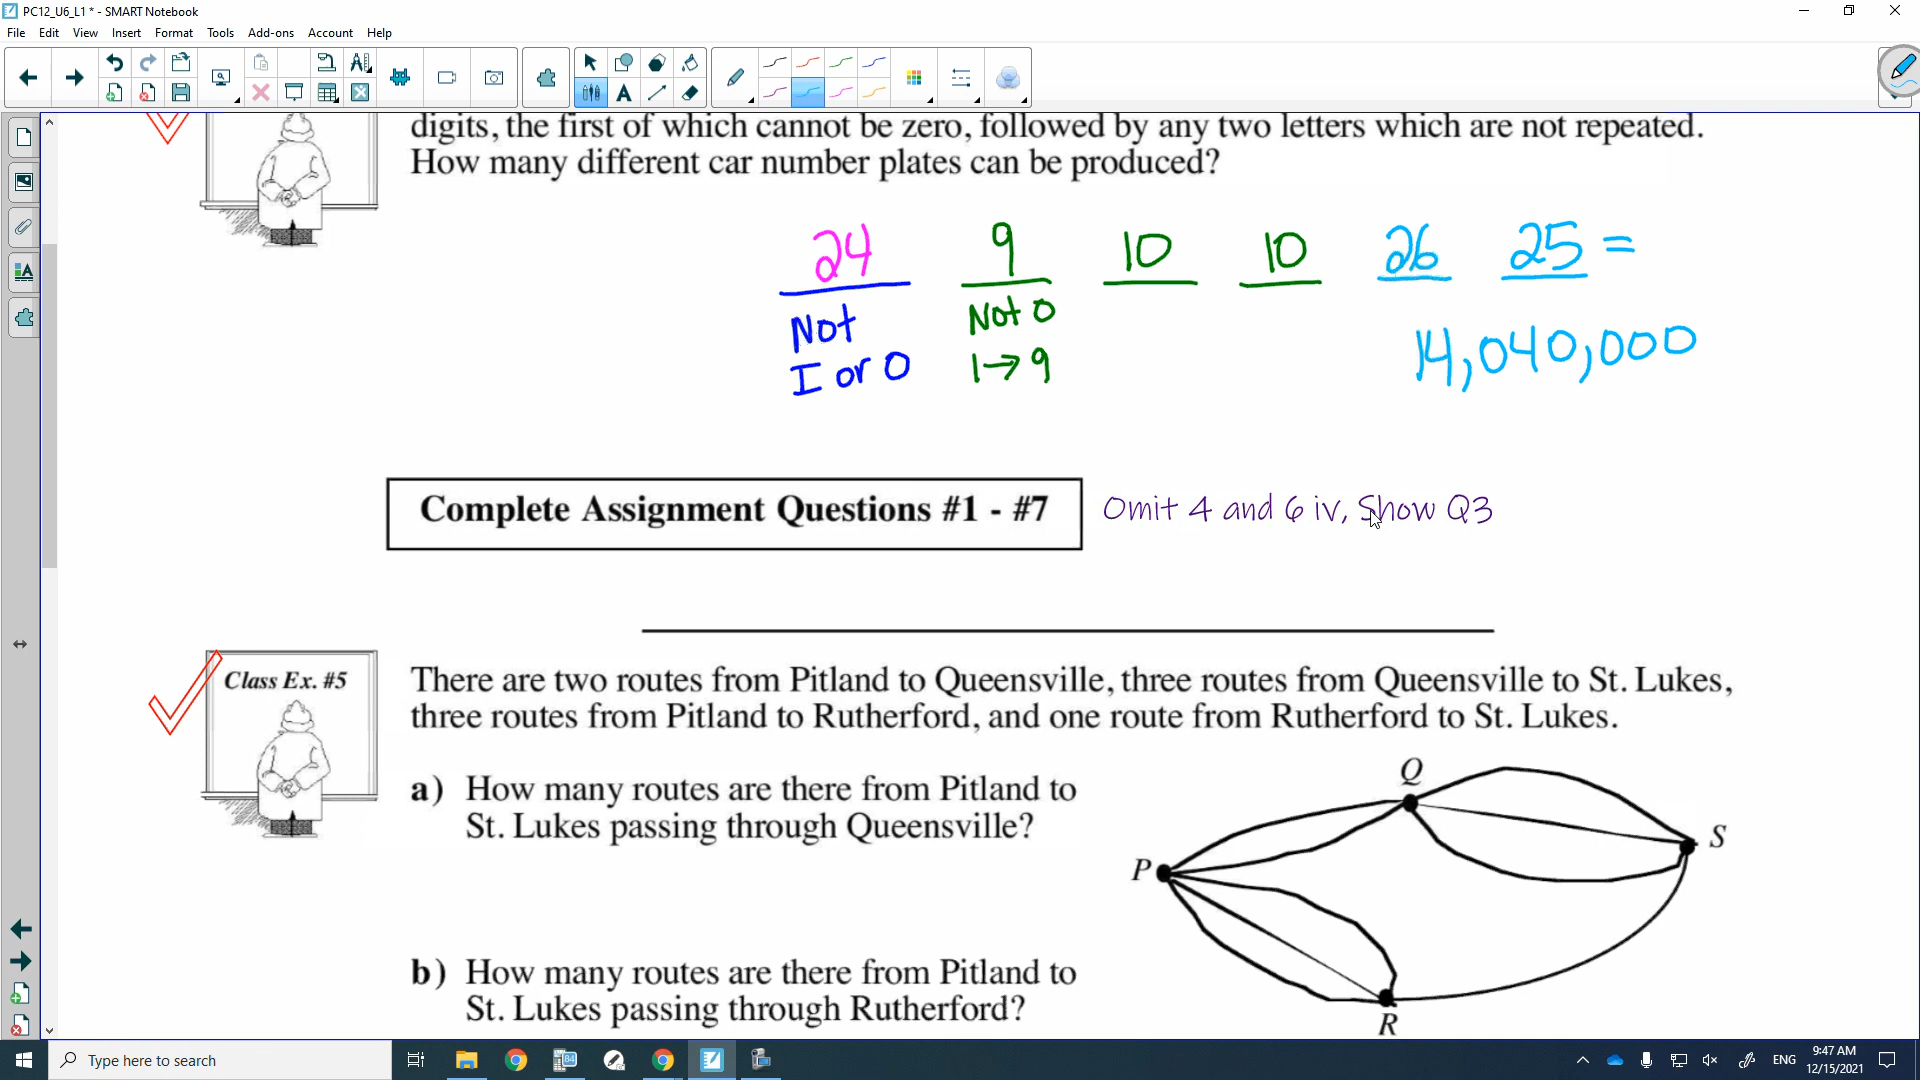 PC12_U6_L1 * - SMART Notebook
File Edit View Insert Format Tools Add-ons Account Help
digits, the first of which cannot be zero, followed by any two letters which are not repeated.
How many different car number plates can be produced?
24 9 10 10 26 25 =
Not
I or O
Not 0
1→9
14,040,000
Complete Assignment Questions #1 - #7
Omit 4 and 6 iv, Show Q3
Class Ex. #5
There are two routes from Pitland to Queensville, three routes from Queensville to St. Lukes,
three routes from Pitland to Rutherford, and one route from Rutherford to St. Lukes.
a) How many routes are there from Pitland to
St. Lukes passing through Queensville?
b) How many routes are there from Pitland to
St. Lukes passing through Rutherford?
Q
S
P
R
Type here to search
84
ENG
9:47 AM
12/15/2021